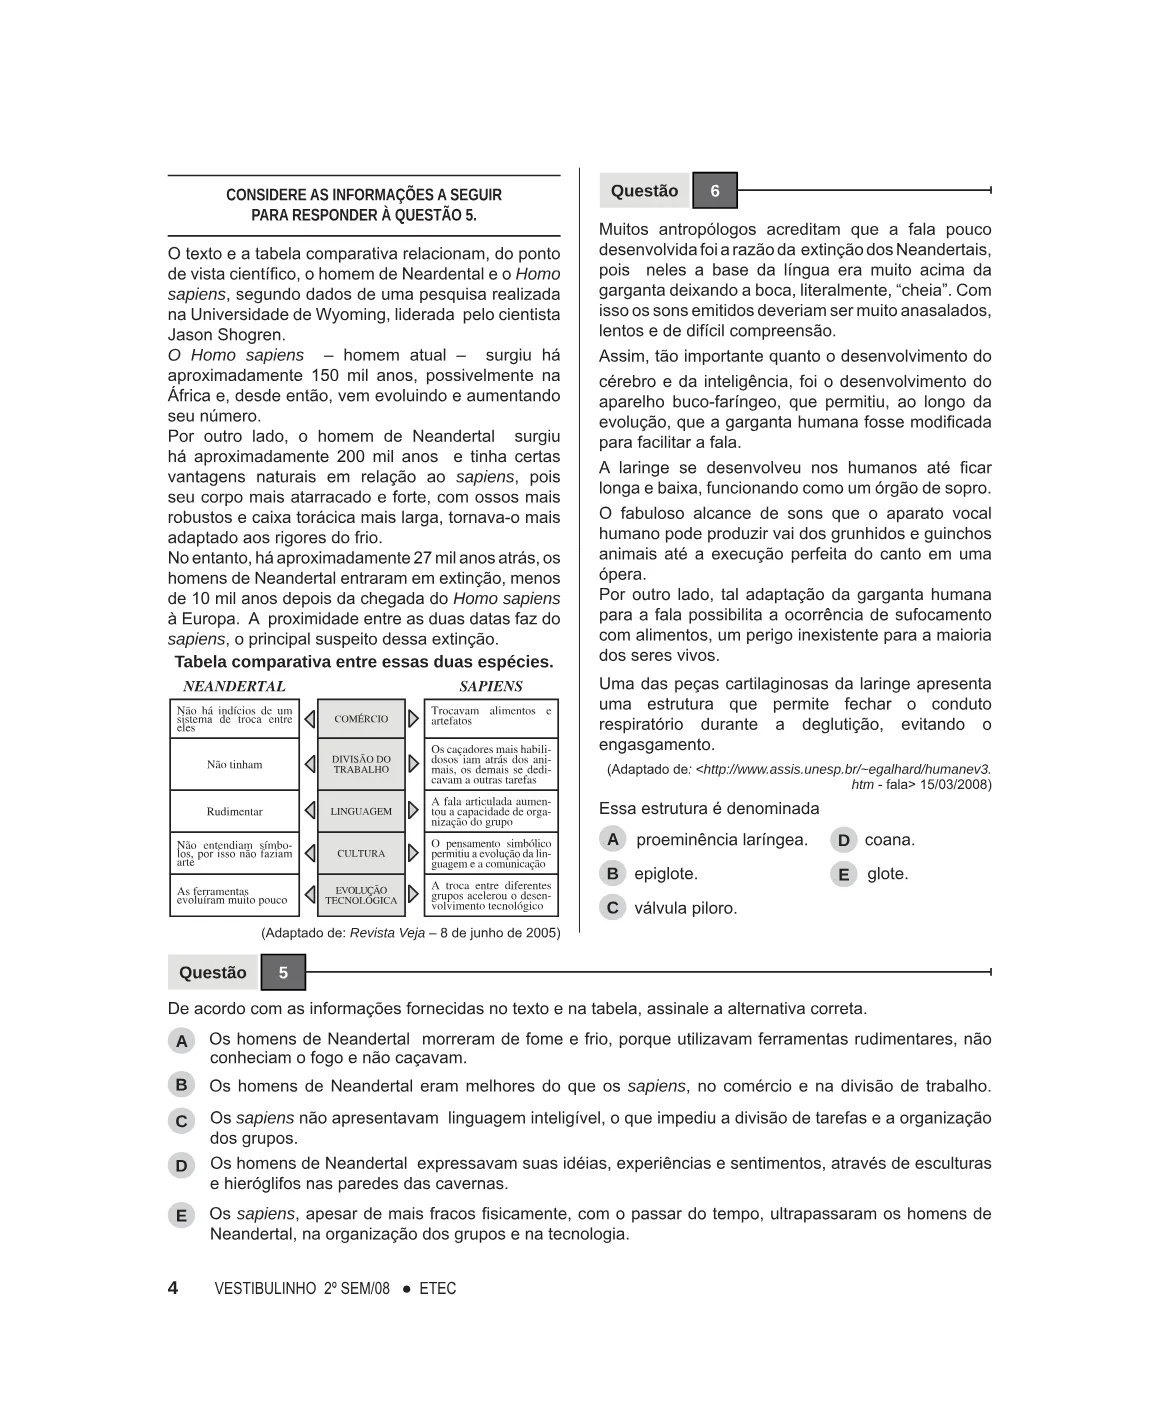 CONSIDERE AS INFORMAÇÕES A SEGUIR
PARA RESPONDER À QUESTÃO 5.
O texto e a tabela comparativa relacionam, do ponto
de vista científico, o homem de Neardental e o Homo
sapiens, segundo dados de uma pesquisa realizada
na Universidade de Wyoming, liderada pelo cientista
Jason Shogren.
O Homo sapiens – homem atual – surgiu há
aproximadamente 150 mil anos, possivelmente na
África e, desde então, vem evoluindo e aumentando
seu número.
Por outro lado, o homem de Neandertal surgiu
há aproximadamente 200 mil anos e tinha certas
vantagens naturais em relação ao sapiens, pois
seu corpo mais atarracado e forte, com ossos mais
robustos e caixa torácica mais larga, tornava-o mais
adaptado aos rigores do frio.
No entanto, há aproximadamente 27 mil anos atrás, os
homens de Neandertal entraram em extinção, menos
de 10 mil anos depois da chegada do Homo sapiens
à Europa. A proximidade entre as duas datas faz do
sapiens, o principal suspeito dessa extinção.
Tabela comparativa entre essas duas espécies.
NEANDERTAL SAPIENS
Não há indícios de um
sistema de troca entre
eles
COMÉRCIO
Trocavam alimentos e
artefatos
Não tinham
DIVISÃO DO
TRABALHO
Os caçadores mais habili-
dosos iam atrás dos ani-
mais, os demais se dedi-
cavam a outras tarefas
Rudimentar
LINGUAGEM
A fala articulada aumen-
tou a capacidade de orga-
nização do grupo
Não entendiam símbo-
los, por isso não faziam
arte
CULTURA
O pensamento simbólico
permitiu a evolução da lin-
guagem e a comunicação
As ferramentas
evoluíram muito pouco
EVOLUÇÃO
TECNOLÓGICA
A troca entre diferentes
grupos acelerou o desen-
volvimento tecnológico
(Adaptado de: Revista Veja – 8 de junho de 2005)
Questão 6
Muitos antropólogos acreditam que a fala pouco
desenvolvida foi a razão da extinção dos Neandertais,
pois neles a base da língua era muito acima da
garganta deixando a boca, literalmente, “cheia”. Com
isso os sons emitidos deveriam ser muito anasalados,
lentos e de difícil compreensão.
Assim, tão importante quanto o desenvolvimento do
cérebro e da inteligência, foi o desenvolvimento do
aparelho buco-faríngeo, que permitiu, ao longo da
evolução, que a garganta humana fosse modificada
para facilitar a fala.
A laringe se desenvolveu nos humanos até ficar
longa e baixa, funcionando como um órgão de sopro.
O fabuloso alcance de sons que o aparato vocal
humano pode produzir vai dos grunhidos e guinchos
animais até a execução perfeita do canto em uma
ópera.
Por outro lado, tal adaptação da garganta humana
para a fala possibilita a ocorrência de sufocamento
com alimentos, um perigo inexistente para a maioria
dos seres vivos.
Uma das peças cartilaginosas da laringe apresenta
uma estrutura que permite fechar o conduto
respiratório durante a deglutição, evitando o
engasgamento.
(Adaptado de: <http://www.assis.unesp.br/~egalhard/humanev3.
htm - fala> 15/03/2008)
Essa estrutura é denominada
A proeminência laríngea. D coana.
B epiglote. E glote.
C válvula piloro.
Questão 5
De acordo com as informações fornecidas no texto e na tabela, assinale a alternativa correta.
A Os homens de Neandertal morreram de fome e frio, porque utilizavam ferramentas rudimentares, não
conheciam o fogo e não caçavam.
B Os homens de Neandertal eram melhores do que os sapiens, no comércio e na divisão de trabalho.
C Os sapiens não apresentavam linguagem inteligível, o que impediu a divisão de tarefas e a organização
dos grupos.
D Os homens de Neandertal expressavam suas idéias, experiências e sentimentos, através de esculturas
e hieróglifos nas paredes das cavernas.
E Os sapiens, apesar de mais fracos fisicamente, com o passar do tempo, ultrapassaram os homens de
Neandertal, na organização dos grupos e na tecnologia.
4 VESTIBULINHO 2º SEM/08 ● ETEC